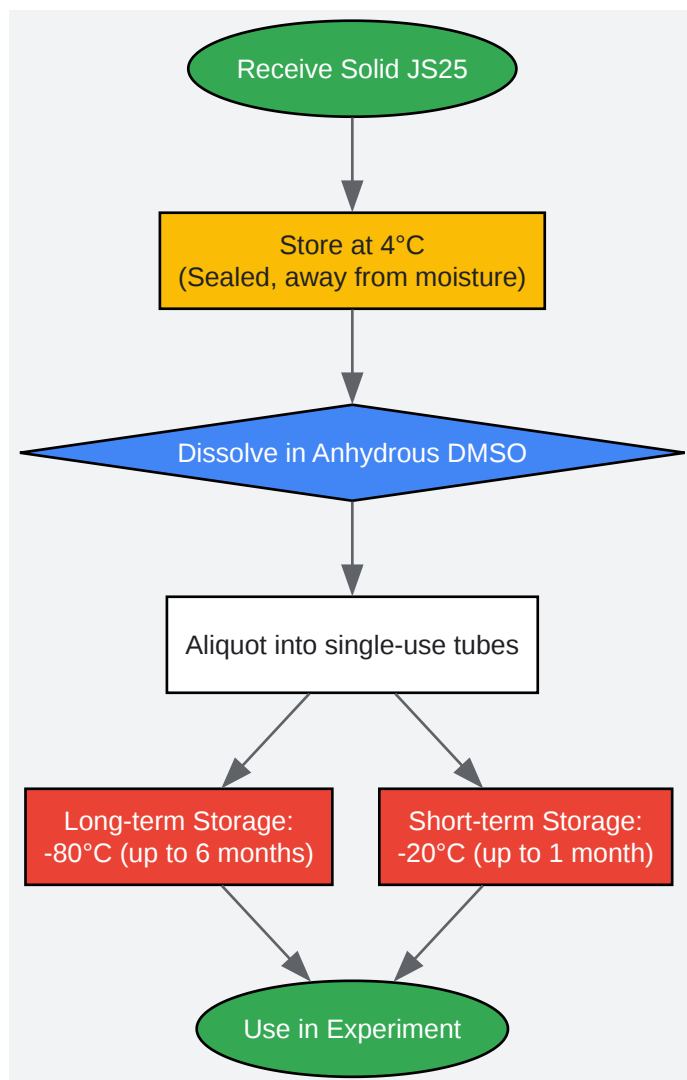 Receive Solid JS25
Store at 4°C
(Sealed, away from moisture)
Dissolve in Anhydrous DMSO
Aliquot into single-use tubes
Long-term Storage:
-80°C (up to 6 months)
Short-term Storage:
-20°C (up to 1 month)
Use in Experiment